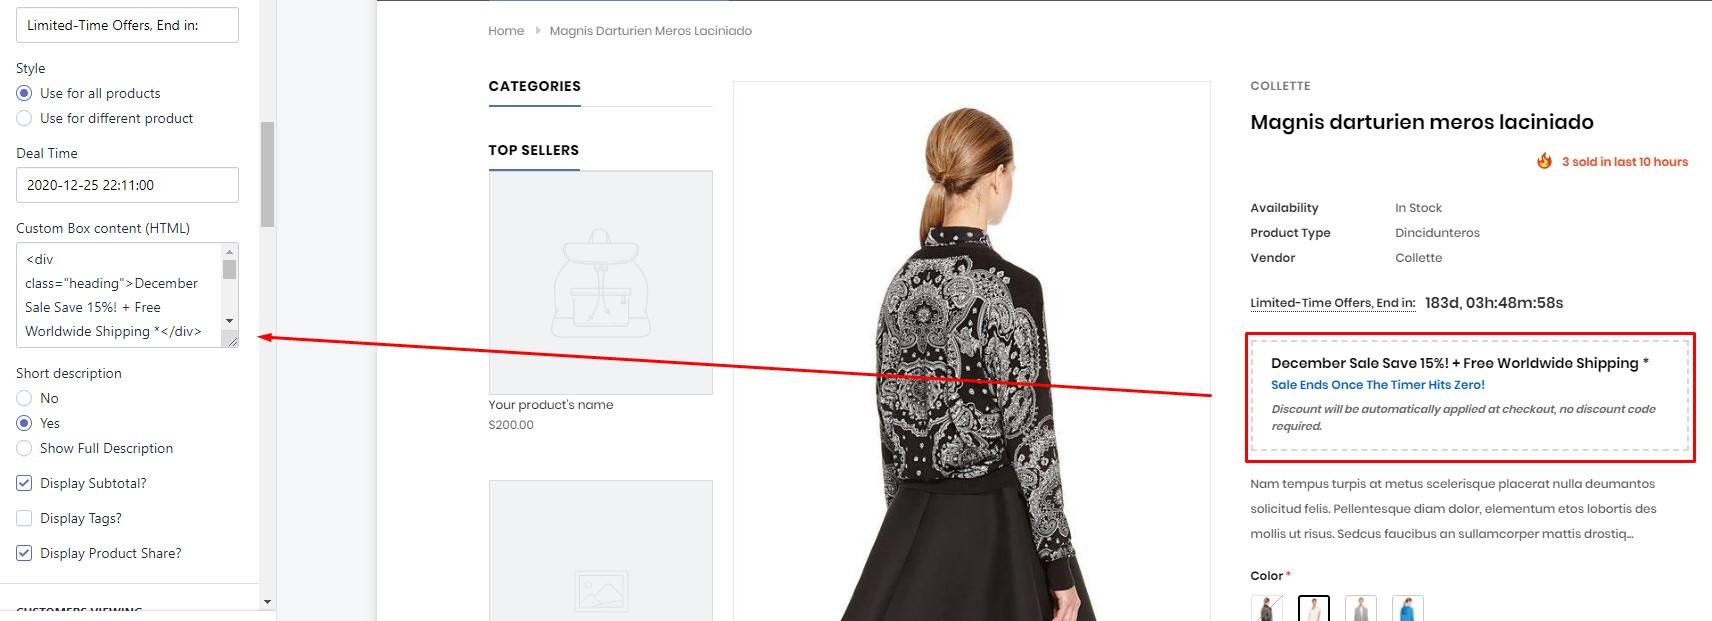 Limited-Time Offers, End in:
Style
Use for all products
Use for different product
Deal Time
2020-12-25 22:11:00
Custom Box content (HTML)
<div
class="heading">December
Sale Save 15%! + Free
Worldwide Shipping *</div>
Short description
No
Yes
Show Full Description
Display Subtotal?
Display Tags?
Display Product Share?
CUSTOMERS VIEWING
Home
Magnis Darturien Meros Laciniado
CATEGORIES
TOP SELLERS
Your product's name
$200.00
COLLETTE
Magnis darturien meros laciniado
3 sold in last 10 hours
Availability In Stock
Product Type Dincidunteros
Vendor Collette
Limited-Time Offers, End in: 183d, 03h:48m:58s
December Sale Save 15%! + Free Worldwide Shipping *
Sale Ends Once The Timer Hits Zero!
Discount will be automatically applied at checkout, no discount code
required.
Nam tempus turpis at metus scelerisque placerat nulla deumantos
solicitud felis. Pellentesque diam dolor, elementum etos lobortis des
mollis ut risus. Sedcus faucibus an sullamcorper mattis drostiq...
Color *